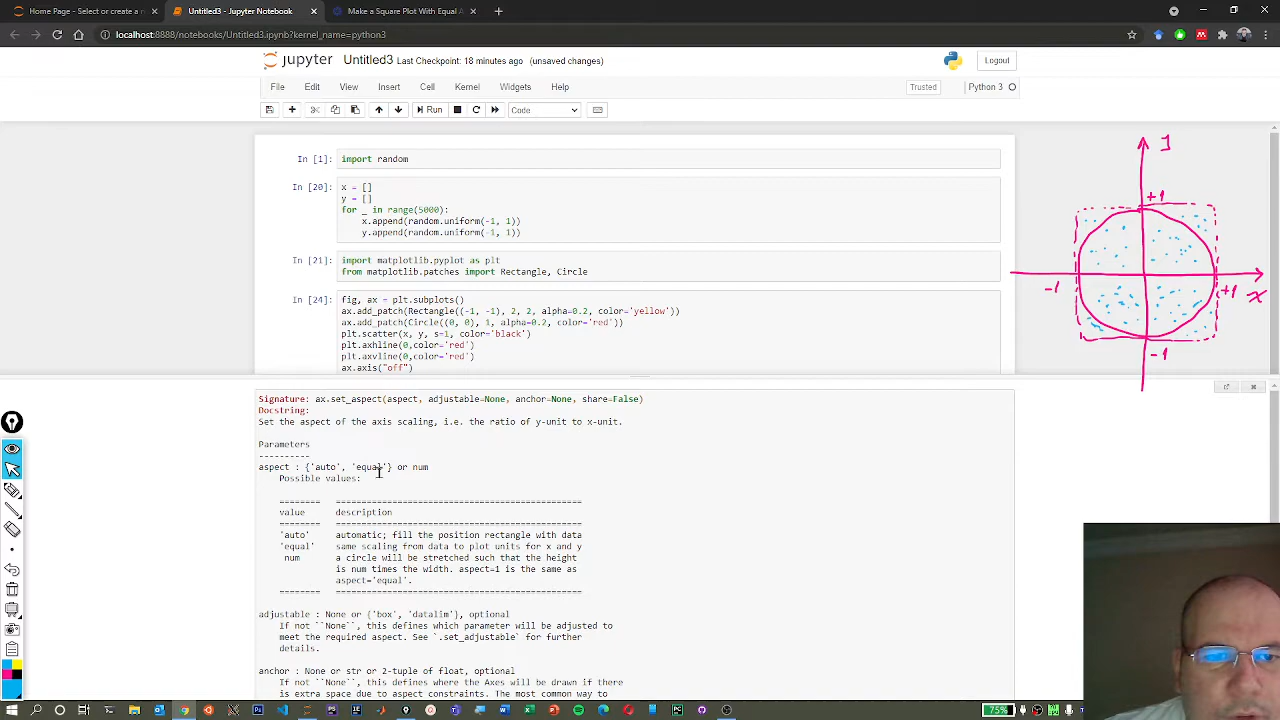 Home Page - Select or create a n
Untitled3 - Jupyter Notebook
Make a Square Plot With Equal A
localhost:8888/notebooks/Untitled3.ipynb?kernel_name=python3
jupyter Untitled3 Last Checkpoint: 18 minutes ago (unsaved changes)
Logout
File Edit View Insert Cell Kernel Widgets Help
Trusted
Python 3
Run
Code
In [1]: import random
In [20]: x = []
y = []
for _ in range(5000):
x.append(random.uniform(-1, 1))
y.append(random.uniform(-1, 1))
In [21]: import matplotlib.pyplot as plt
from matplotlib.patches import Rectangle, Circle
In [24]: fig, ax = plt.subplots()
ax.add_patch(Rectangle((-1, -1), 2, 2, alpha=0.2, color='yellow'))
ax.add_patch(Circle((0, 0), 1, alpha=0.2, color='red'))
plt.scatter(x, y, s=1, color='black')
plt.axhline(0,color='red')
plt.axvline(0,color='red')
ax.axis("off")
+1
-1
+1
x
-1
Signature: ax.set_aspect(aspect, adjustable=None, anchor=None, share=False)
Docstring:
Set the aspect of the axis scaling, i.e. the ratio of y-unit to x-unit.
Parameters
----------
aspect : {'auto', 'equal'} or num
Possible values:
value description
'auto' automatic; fill the position rectangle with data
'equal' same scaling from data to plot units for x and y
num a circle will be stretched such that the height
is num times the width. aspect=1 is the same as
aspect='equal'.
adjustable : None or {'box', 'datalim'}, optional
If not ``None``, this defines which parameter will be adjusted to
meet the required aspect. See `.set_adjustable` for further
details.
anchor : None or str or 2-tuple of float, optional
If not ``None``, this defines where the Axes will be drawn if there
is extra space due to aspect constraints. The most common way to
75%